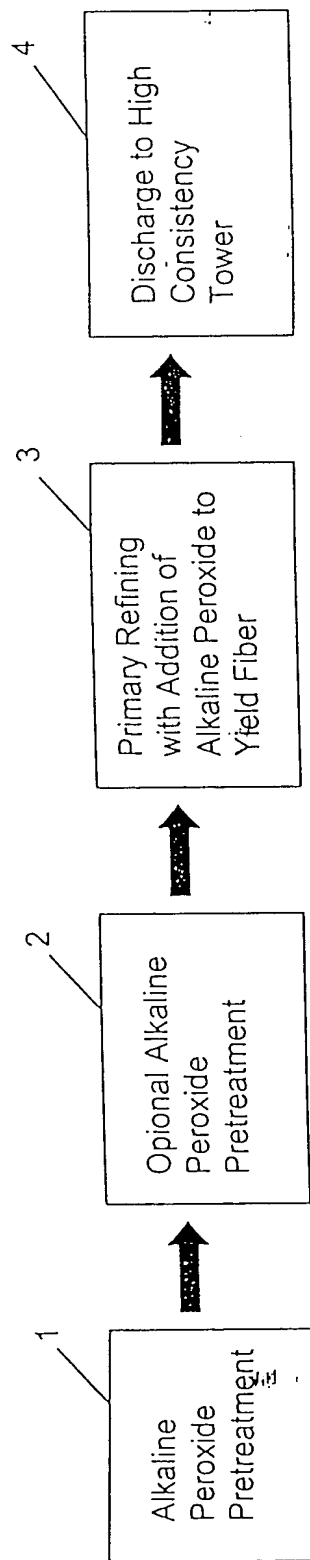 1
Alkaline
Peroxide
Pretreatment
2
Opional Alkaline
Peroxide
Pretreatment
3
Primary Refining
with Addition of
Alkaline Peroxide to
Yield Fiber
4
Discharge to High
Consistency
Tower